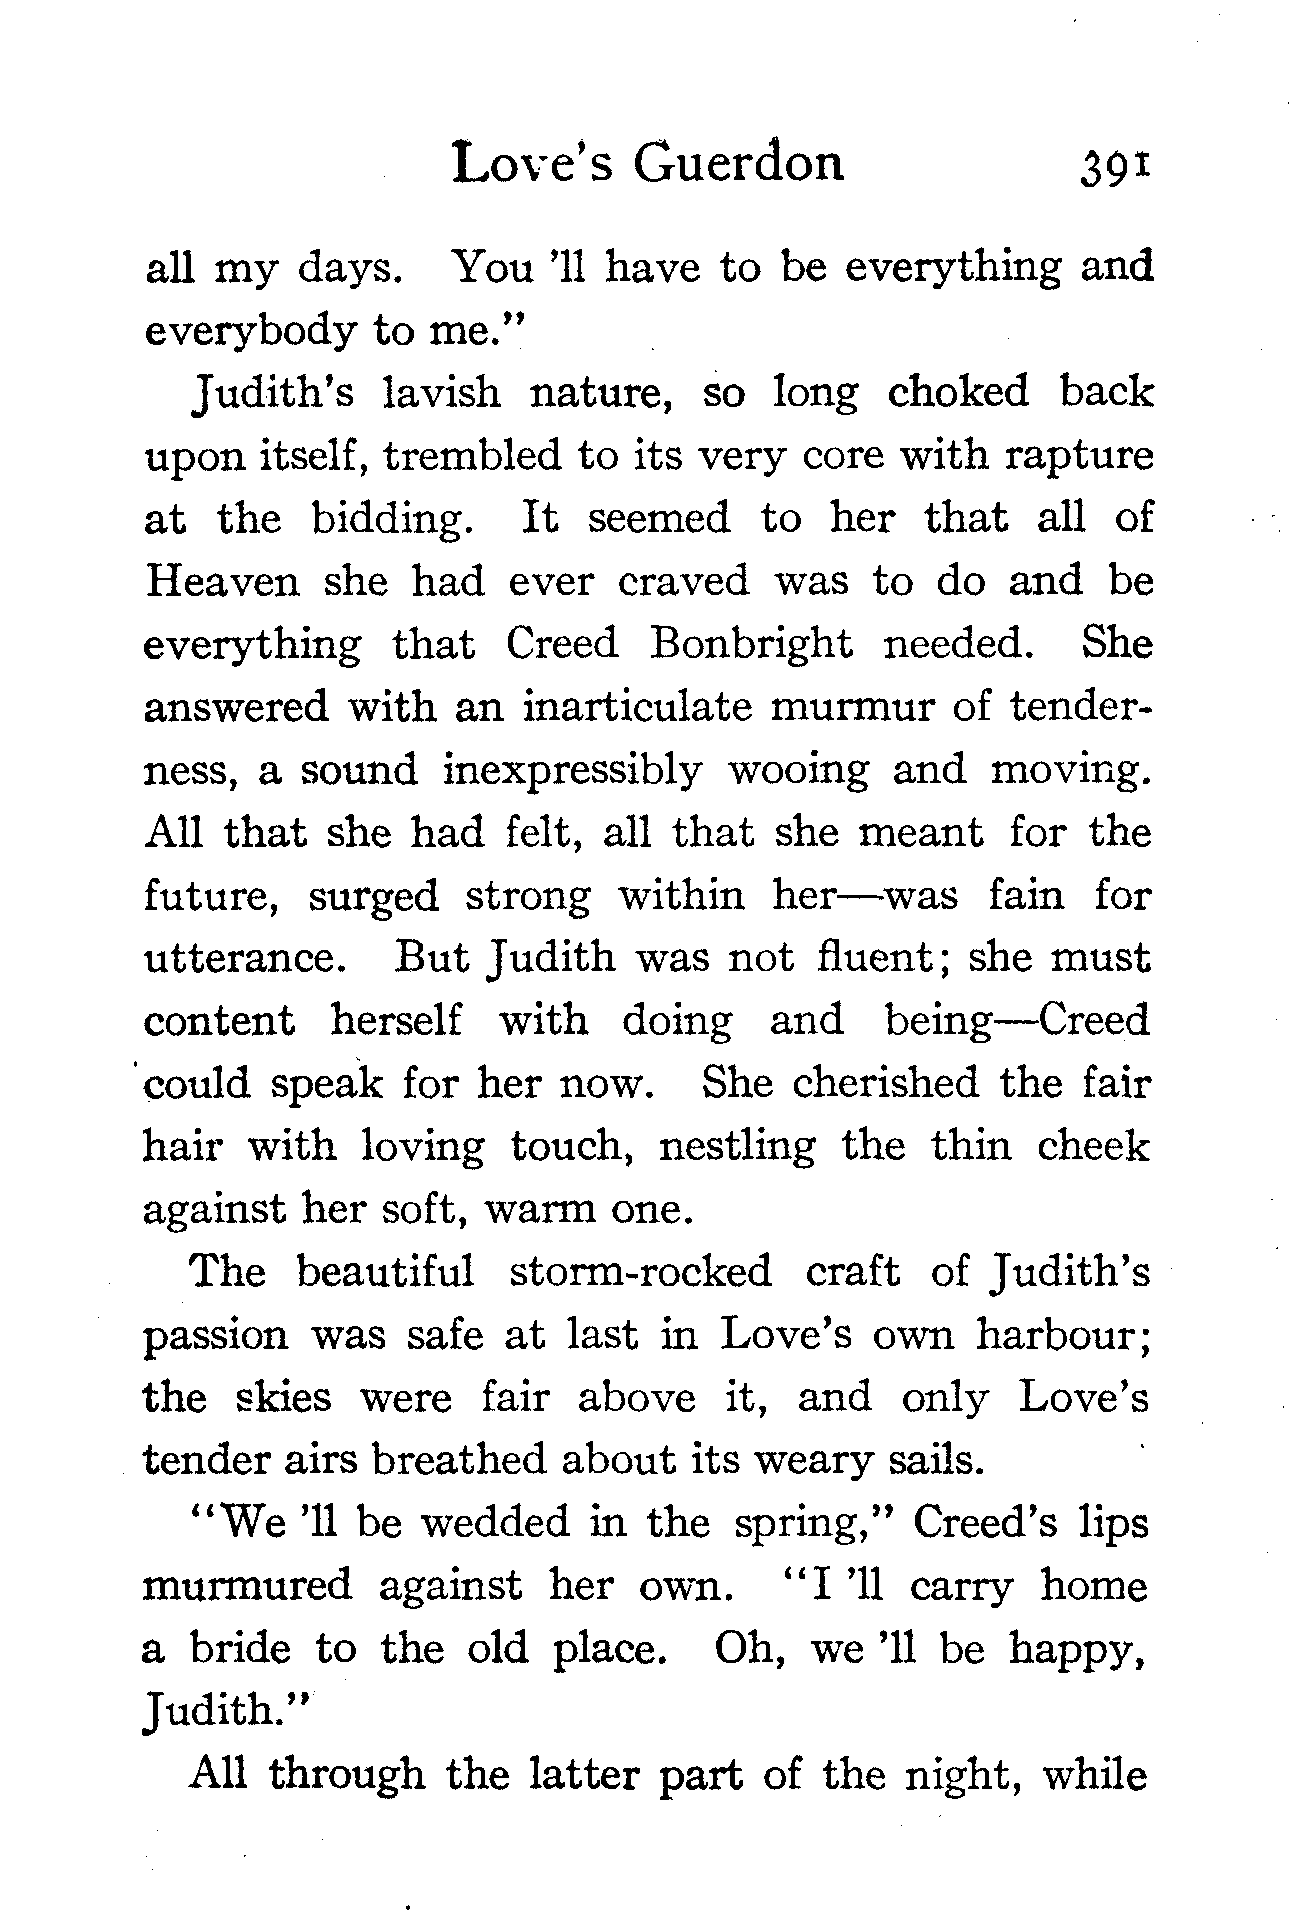 Love's Guerdon 391
all my days. You 'll have to be everything and
everybody to me."
Judith's lavish nature, so long choked back
upon itself, trembled to its very core with rapture
at the bidding. It seemed to her that all of
Heaven she had ever craved was to do and be
everything that Creed Bonbright needed. She
answered with an inarticulate murmur of tender-
ness, a sound inexpressibly wooing and moving.
All that she had felt, all that she meant for the
future, surged strong within her—was fain for
utterance. But Judith was not fluent; she must
content herself with doing and being—Creed
could speak for her now. She cherished the fair
hair with loving touch, nestling the thin cheek
against her soft, warm one.
The beautiful storm-rocked craft of Judith's
passion was safe at last in Love's own harbour;
the skies were fair above it, and only Love's
tender airs breathed about its weary sails.
"We 'll be wedded in the spring," Creed's lips
murmured against her own. "I 'll carry home
a bride to the old place. Oh, we 'll be happy,
Judith."
All through the latter part of the night, while